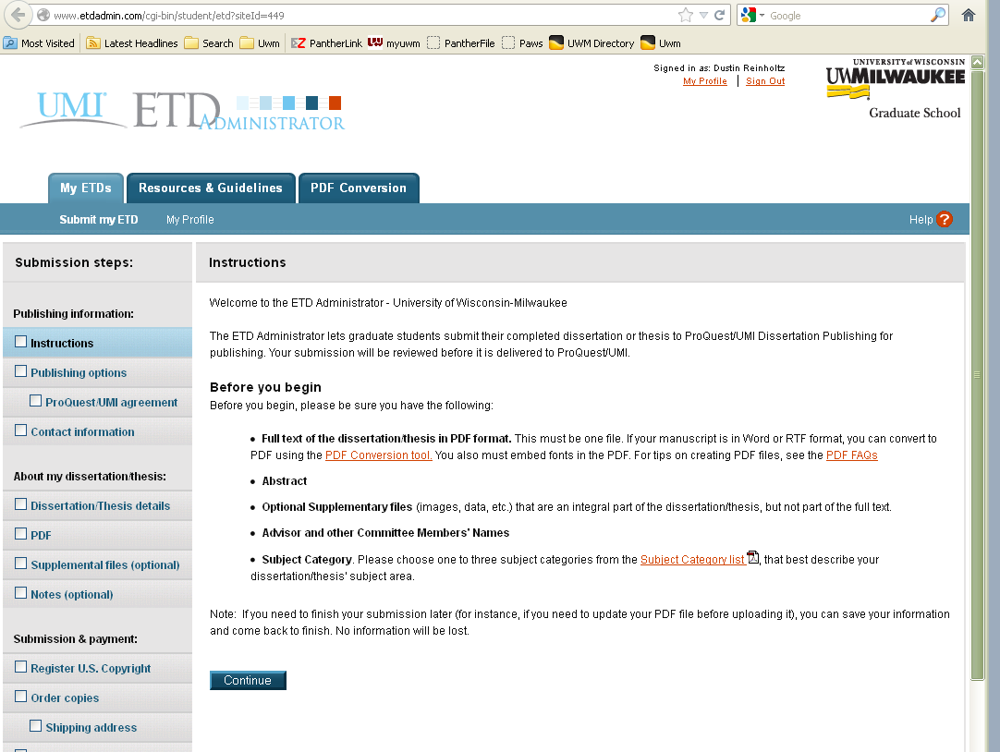 www.etdadmin.com/cgi-bin/student/etd?siteId=449
Google
Most Visited Latest Headlines Search Uwm PantherLink myuwm PantherFile Paws UWM Directory Uwm
Signed in as: Dustin Reinholtz
My Profile | Sign Out
UNIVERSITY of WISCONSIN
UWMILWAUKEE
Graduate School
UMI ETD ADMINISTRATOR
My ETDs Resources & Guidelines PDF Conversion
Submit my ETD My Profile Help ?
Submission steps:
Publishing information:
Instructions
Publishing options
ProQuest/UMI agreement
Contact information
About my dissertation/thesis:
Dissertation/Thesis details
PDF
Supplemental files (optional)
Notes (optional)
Submission & payment:
Register U.S. Copyright
Order copies
Shipping address
Instructions
Welcome to the ETD Administrator - University of Wisconsin-Milwaukee
The ETD Administrator lets graduate students submit their completed dissertation or thesis to ProQuest/UMI Dissertation Publishing for
publishing. Your submission will be reviewed before it is delivered to ProQuest/UMI.
Before you begin
Before you begin, please be sure you have the following:
• Full text of the dissertation/thesis in PDF format. This must be one file. If your manuscript is in Word or RTF format, you can convert to
PDF using the PDF Conversion tool. You also must embed fonts in the PDF. For tips on creating PDF files, see the PDF FAQs
• Abstract
• Optional Supplementary files (images, data, etc.) that are an integral part of the dissertation/thesis, but not part of the full text.
• Advisor and other Committee Members' Names
• Subject Category. Please choose one to three subject categories from the Subject Category list , that best describe your
dissertation/thesis' subject area.
Note: If you need to finish your submission later (for instance, if you need to update your PDF file before uploading it), you can save your information
and come back to finish. No information will be lost.
Continue